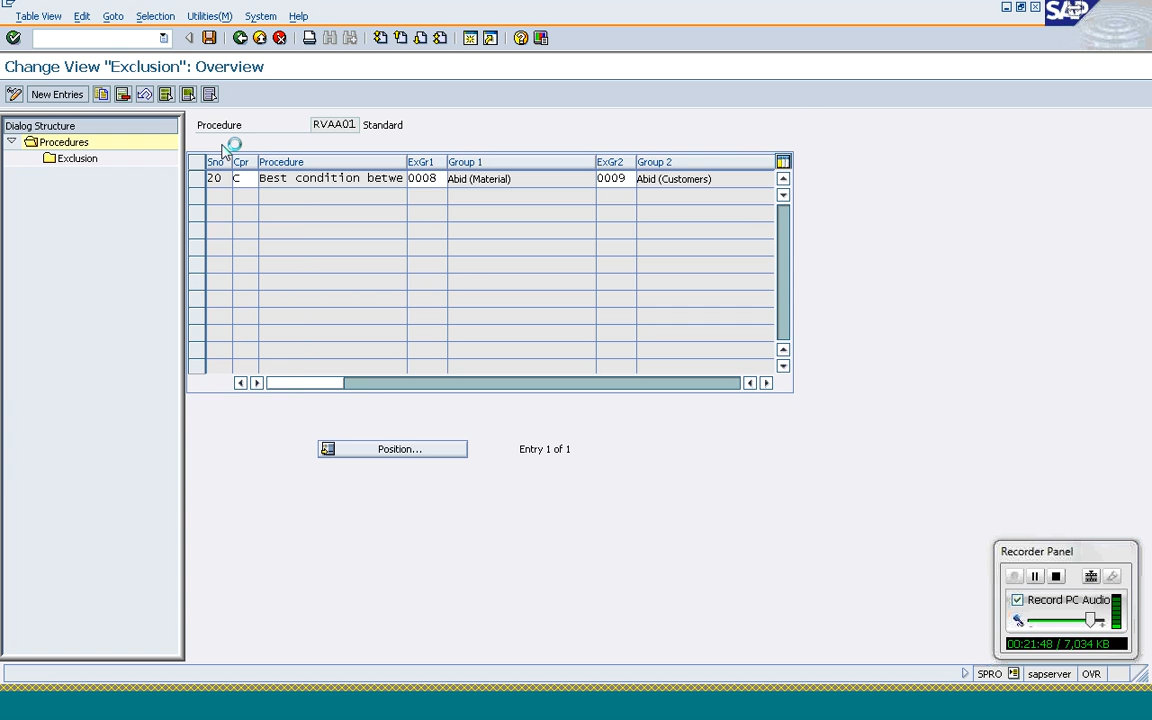 Table View Edit Goto Selection Utilities(M) System Help
SAP
Change View "Exclusion": Overview
New Entries
Dialog Structure
Procedures
Exclusion
Procedure RVAA01 Standard
Sno Cpr Procedure ExGr1 Group 1 ExGr2 Group 2
20 C Best condition betwe 0008 Abid (Material) 0009 Abid (Customers)
Position... Entry 1 of 1
Recorder Panel
Record PC Audio
00:21:48 / 7,034 KB
SPRO sapserver OVR